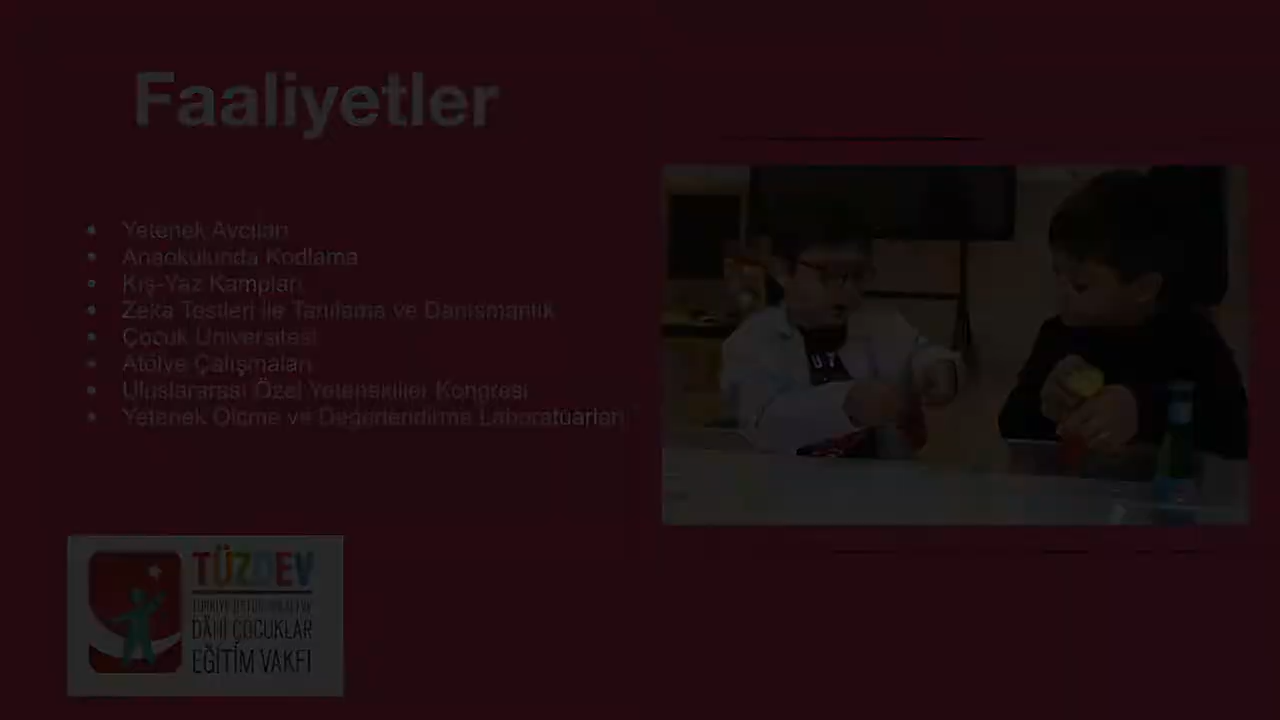 Faaliyetler
• Yetenek Avcıları
• Anaokulunda Kodlama
• Kış-Yaz Kampları
• Zeka Testleri ile Tanılama ve Danışmanlık
• Çocuk Üniversitesi
• Atölye Çalışmaları
• Uluslararası Özel Yetenekliler Kongresi
• Yetenek Ölçme ve Değerlendirme Laboratuarları
TÜZDEV
DÂHİ ÇOCUKLAR
EĞİTİM VAKFI